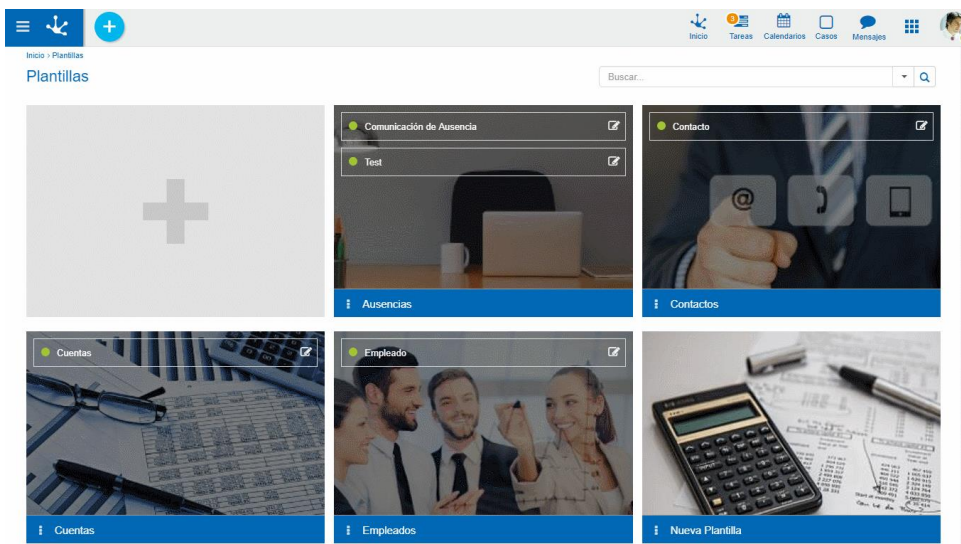 3
Inicio
Tareas
Calendarios
Casos
Mensajes
Inicio › Plantillas
Plantillas
Buscar...
Comunicación de Ausencia
Test
Ausencias
Contacto
@
Contactos
Cuentas
Cuentas
Empleado
Empleados
Nueva Plantilla